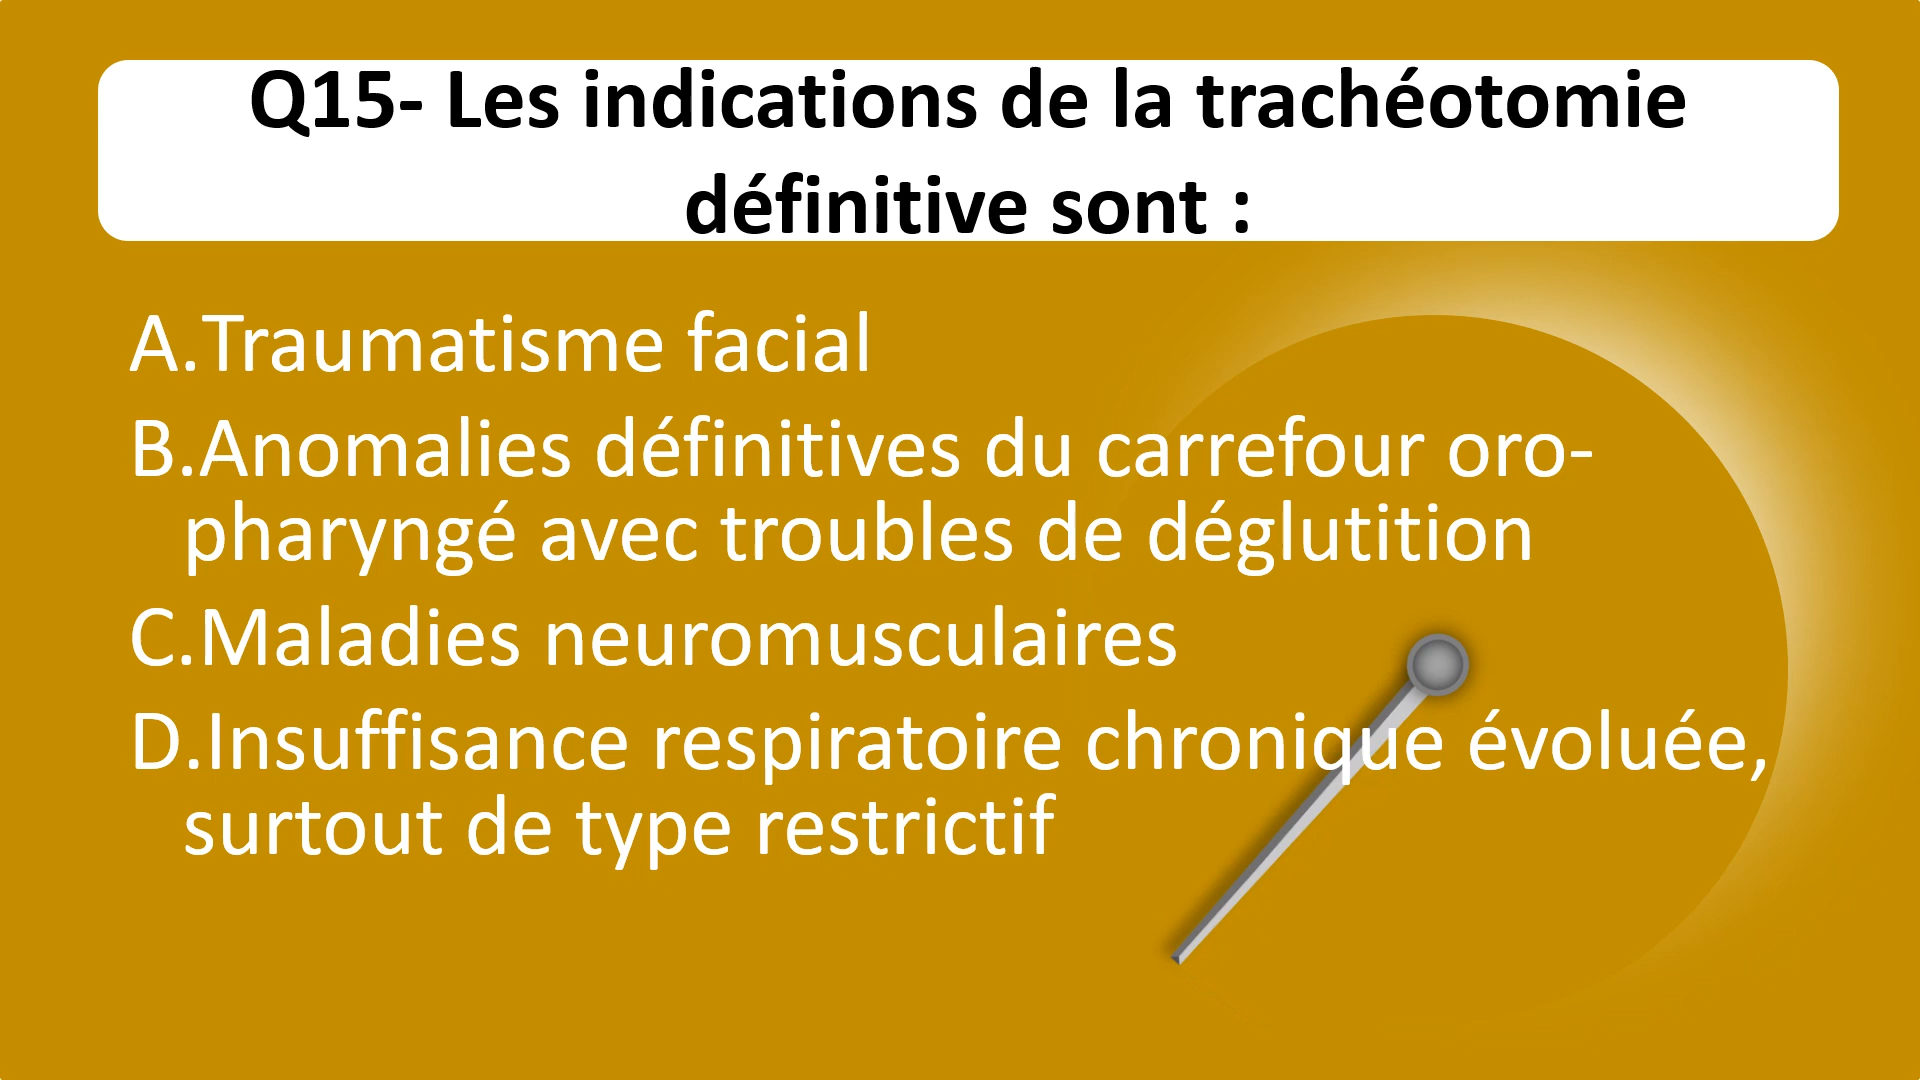 Q15- Les indications de la trachéotomie
définitive sont :
A.Traumatisme facial
B.Anomalies définitives du carrefour oro-
pharyngé avec troubles de déglutition
C.Maladies neuromusculaires
D.Insuffisance respiratoire chronique évoluée,
surtout de type restrictif